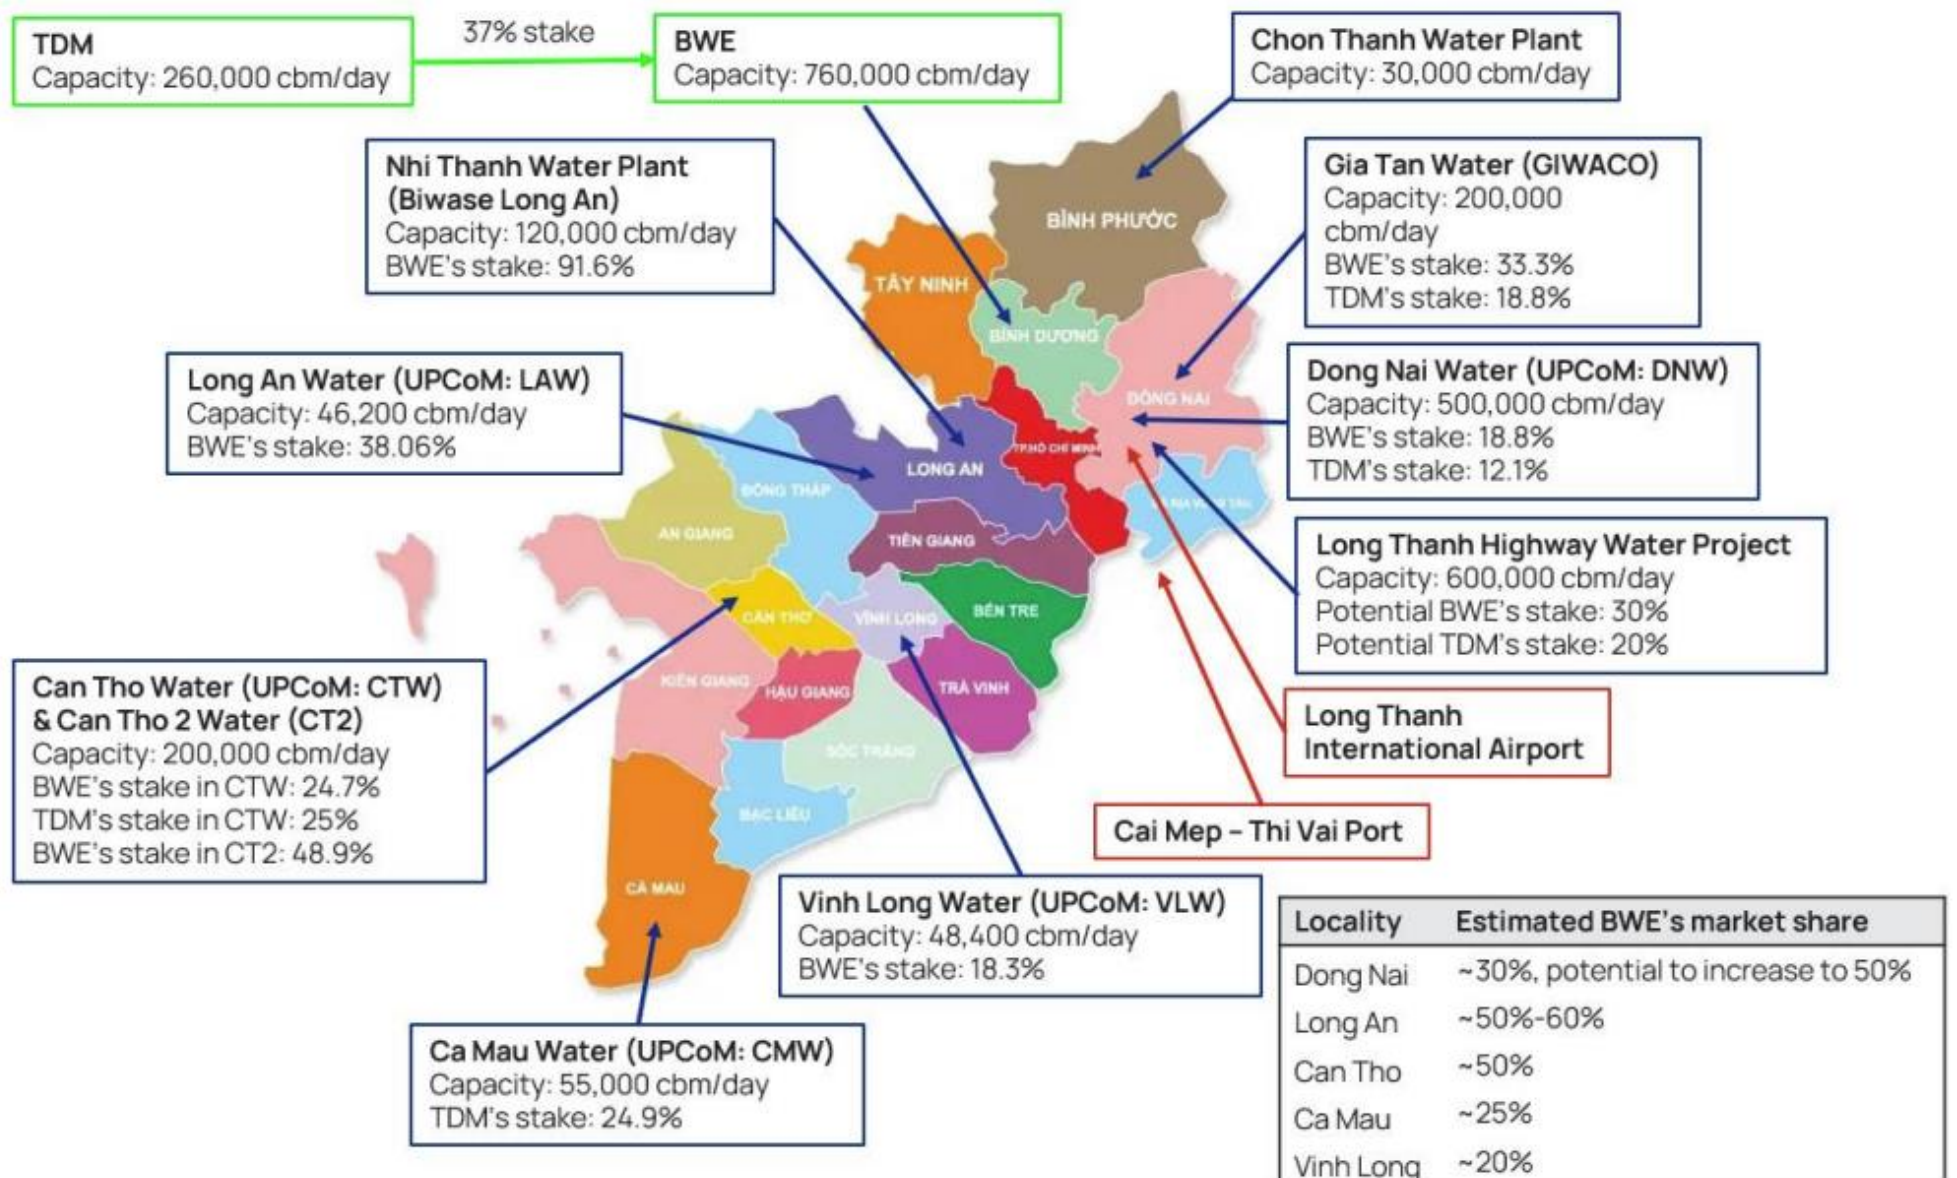 TDM
Capacity: 260,000 cbm/day
37% stake
BWE
Capacity: 760,000 cbm/day
Chon Thanh Water Plant
Capacity: 30,000 cbm/day
Nhi Thanh Water Plant
(Biwase Long An)
Capacity: 120,000 cbm/day
BWE's stake: 91.6%
Gia Tan Water (GIWACO)
Capacity: 200,000
cbm/day
BWE's stake: 33.3%
TDM's stake: 18.8%
Long An Water (UPCoM: LAW)
Capacity: 46,200 cbm/day
BWE's stake: 38.06%
Dong Nai Water (UPCoM: DNW)
Capacity: 500,000 cbm/day
BWE's stake: 18.8%
TDM's stake: 12.1%
Long Thanh Highway Water Project
Capacity: 600,000 cbm/day
Potential BWE's stake: 30%
Potential TDM's stake: 20%
BÌNH PHƯỚC
TÂY NINH
BÌNH DƯƠNG
ĐỒNG NAI
TP.HỒ CHÍ MINH
LONG AN
ĐỒNG THÁP
AN GIANG
TIỀN GIANG
CẦN THƠ
VĨNH LONG
BẾN TRE
KIÊN GIANG
HẬU GIANG
TRÀ VINH
SÓC TRĂNG
BẠC LIÊU
CÀ MAU
Can Tho Water (UPCoM: CTW)
& Can Tho 2 Water (CT2)
Capacity: 200,000 cbm/day
BWE's stake in CTW: 24.7%
TDM's stake in CTW: 25%
BWE's stake in CT2: 48.9%
Long Thanh
International Airport
Cai Mep – Thi Vai Port
Vinh Long Water (UPCoM: VLW)
Capacity: 48,400 cbm/day
BWE's stake: 18.3%
Ca Mau Water (UPCoM: CMW)
Capacity: 55,000 cbm/day
TDM's stake: 24.9%
Locality Estimated BWE's market share
Dong Nai ~30%, potential to increase to 50%
Long An ~50%-60%
Can Tho ~50%
Ca Mau ~25%
Vinh Long ~20%